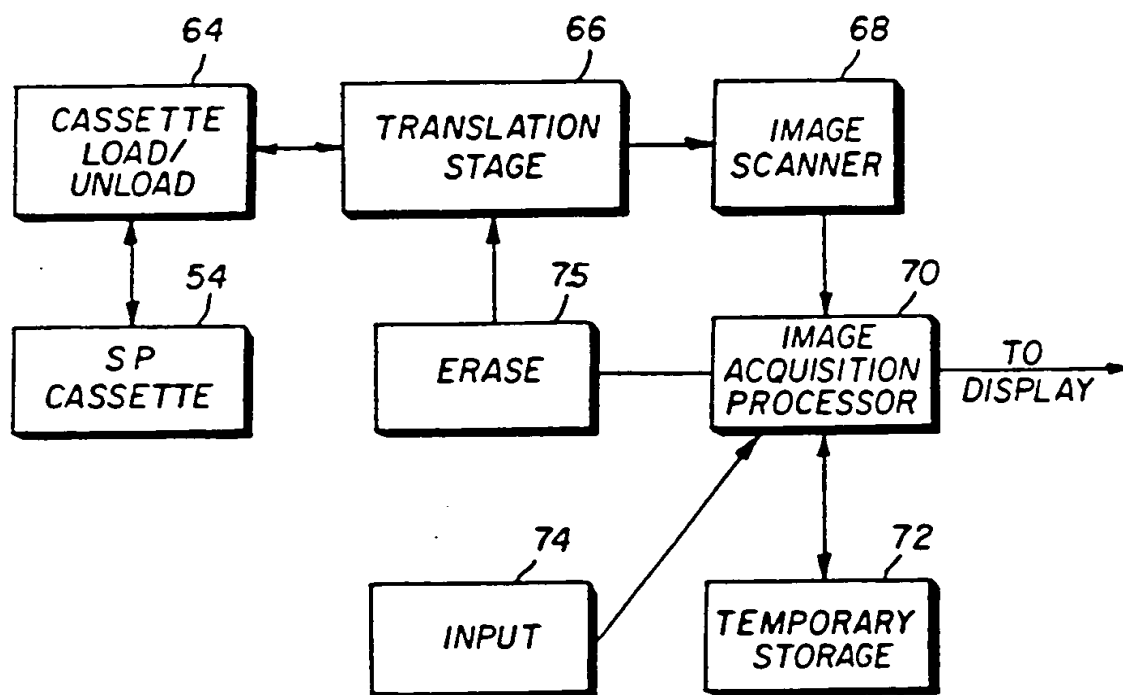 64
CASSETTE
LOAD/
UNLOAD
66
TRANSLATION
STAGE
68
IMAGE
SCANNER
54
SP
CASSETTE
75
ERASE
70
IMAGE
ACQUISITION
PROCESSOR
TO
DISPLAY
74
INPUT
72
TEMPORARY
STORAGE